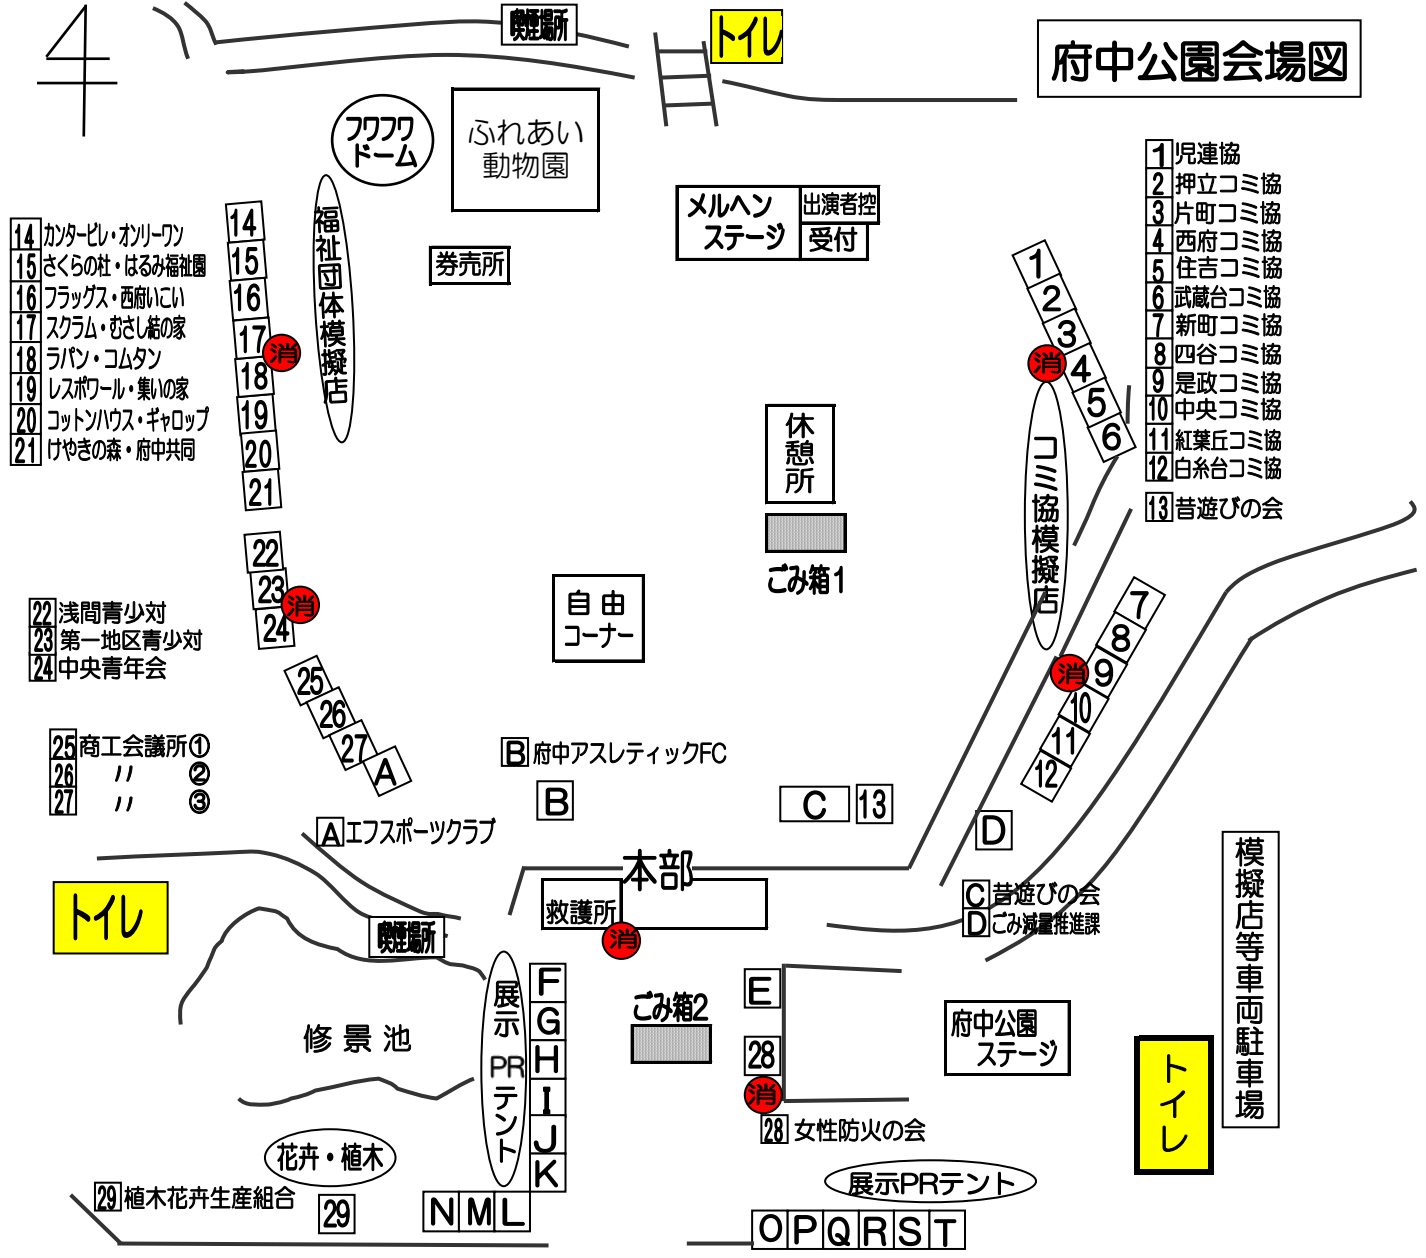 喫煙場所
トイレ
府中公園会場図
フワフワ
ドーム
ふれあい
動物園
メルヘン
ステージ
出演者控
受付
券売所
福祉団体模擬店
14 カンタービレ・オンリーワン
15 さくらの杜・はるみ福祉園
16 フラッグス・西府いこい
17 スクラム・むさし結の家
18 ラパン・コムタン
19 レスポワール・集いの家
20 コットンハウス・ギャロップ
21 けやきの森・府中共同
14
15
16
17
消
18
19
20
21
22
23
消
24
25
26
27
A
22 浅間青少対
23 第一地区青少対
24 中央青年会
25 商工会議所①
26 〃 ②
27 〃 ③
1 児連協
2 押立コミ協
3 片町コミ協
4 西府コミ協
5 住吉コミ協
6 武蔵台コミ協
7 新町コミ協
8 四谷コミ協
9 是政コミ協
10 中央コミ協
11 紅葉丘コミ協
12 白糸台コミ協
13 昔遊びの会
1
2
3
消
4
5
6
コミ協模擬店
休憩所
ごみ箱1
自由
コーナー
7
8
消
9
10
11
12
B 府中アスレティックFC
B
C
13
D
A エフスポーツクラブ
本部
救護所
消
C 昔遊びの会
D ごみ減量推進課
トイレ
喫煙場所
修景池
展示PRテント
F
G
H
I
J
K
N M L
ごみ箱2
E
28
消
28 女性防火の会
府中公園
ステージ
トイレ
模擬店等車両駐車場
花卉・植木
29 植木花卉生産組合
29
展示PRテント
O P Q R S T